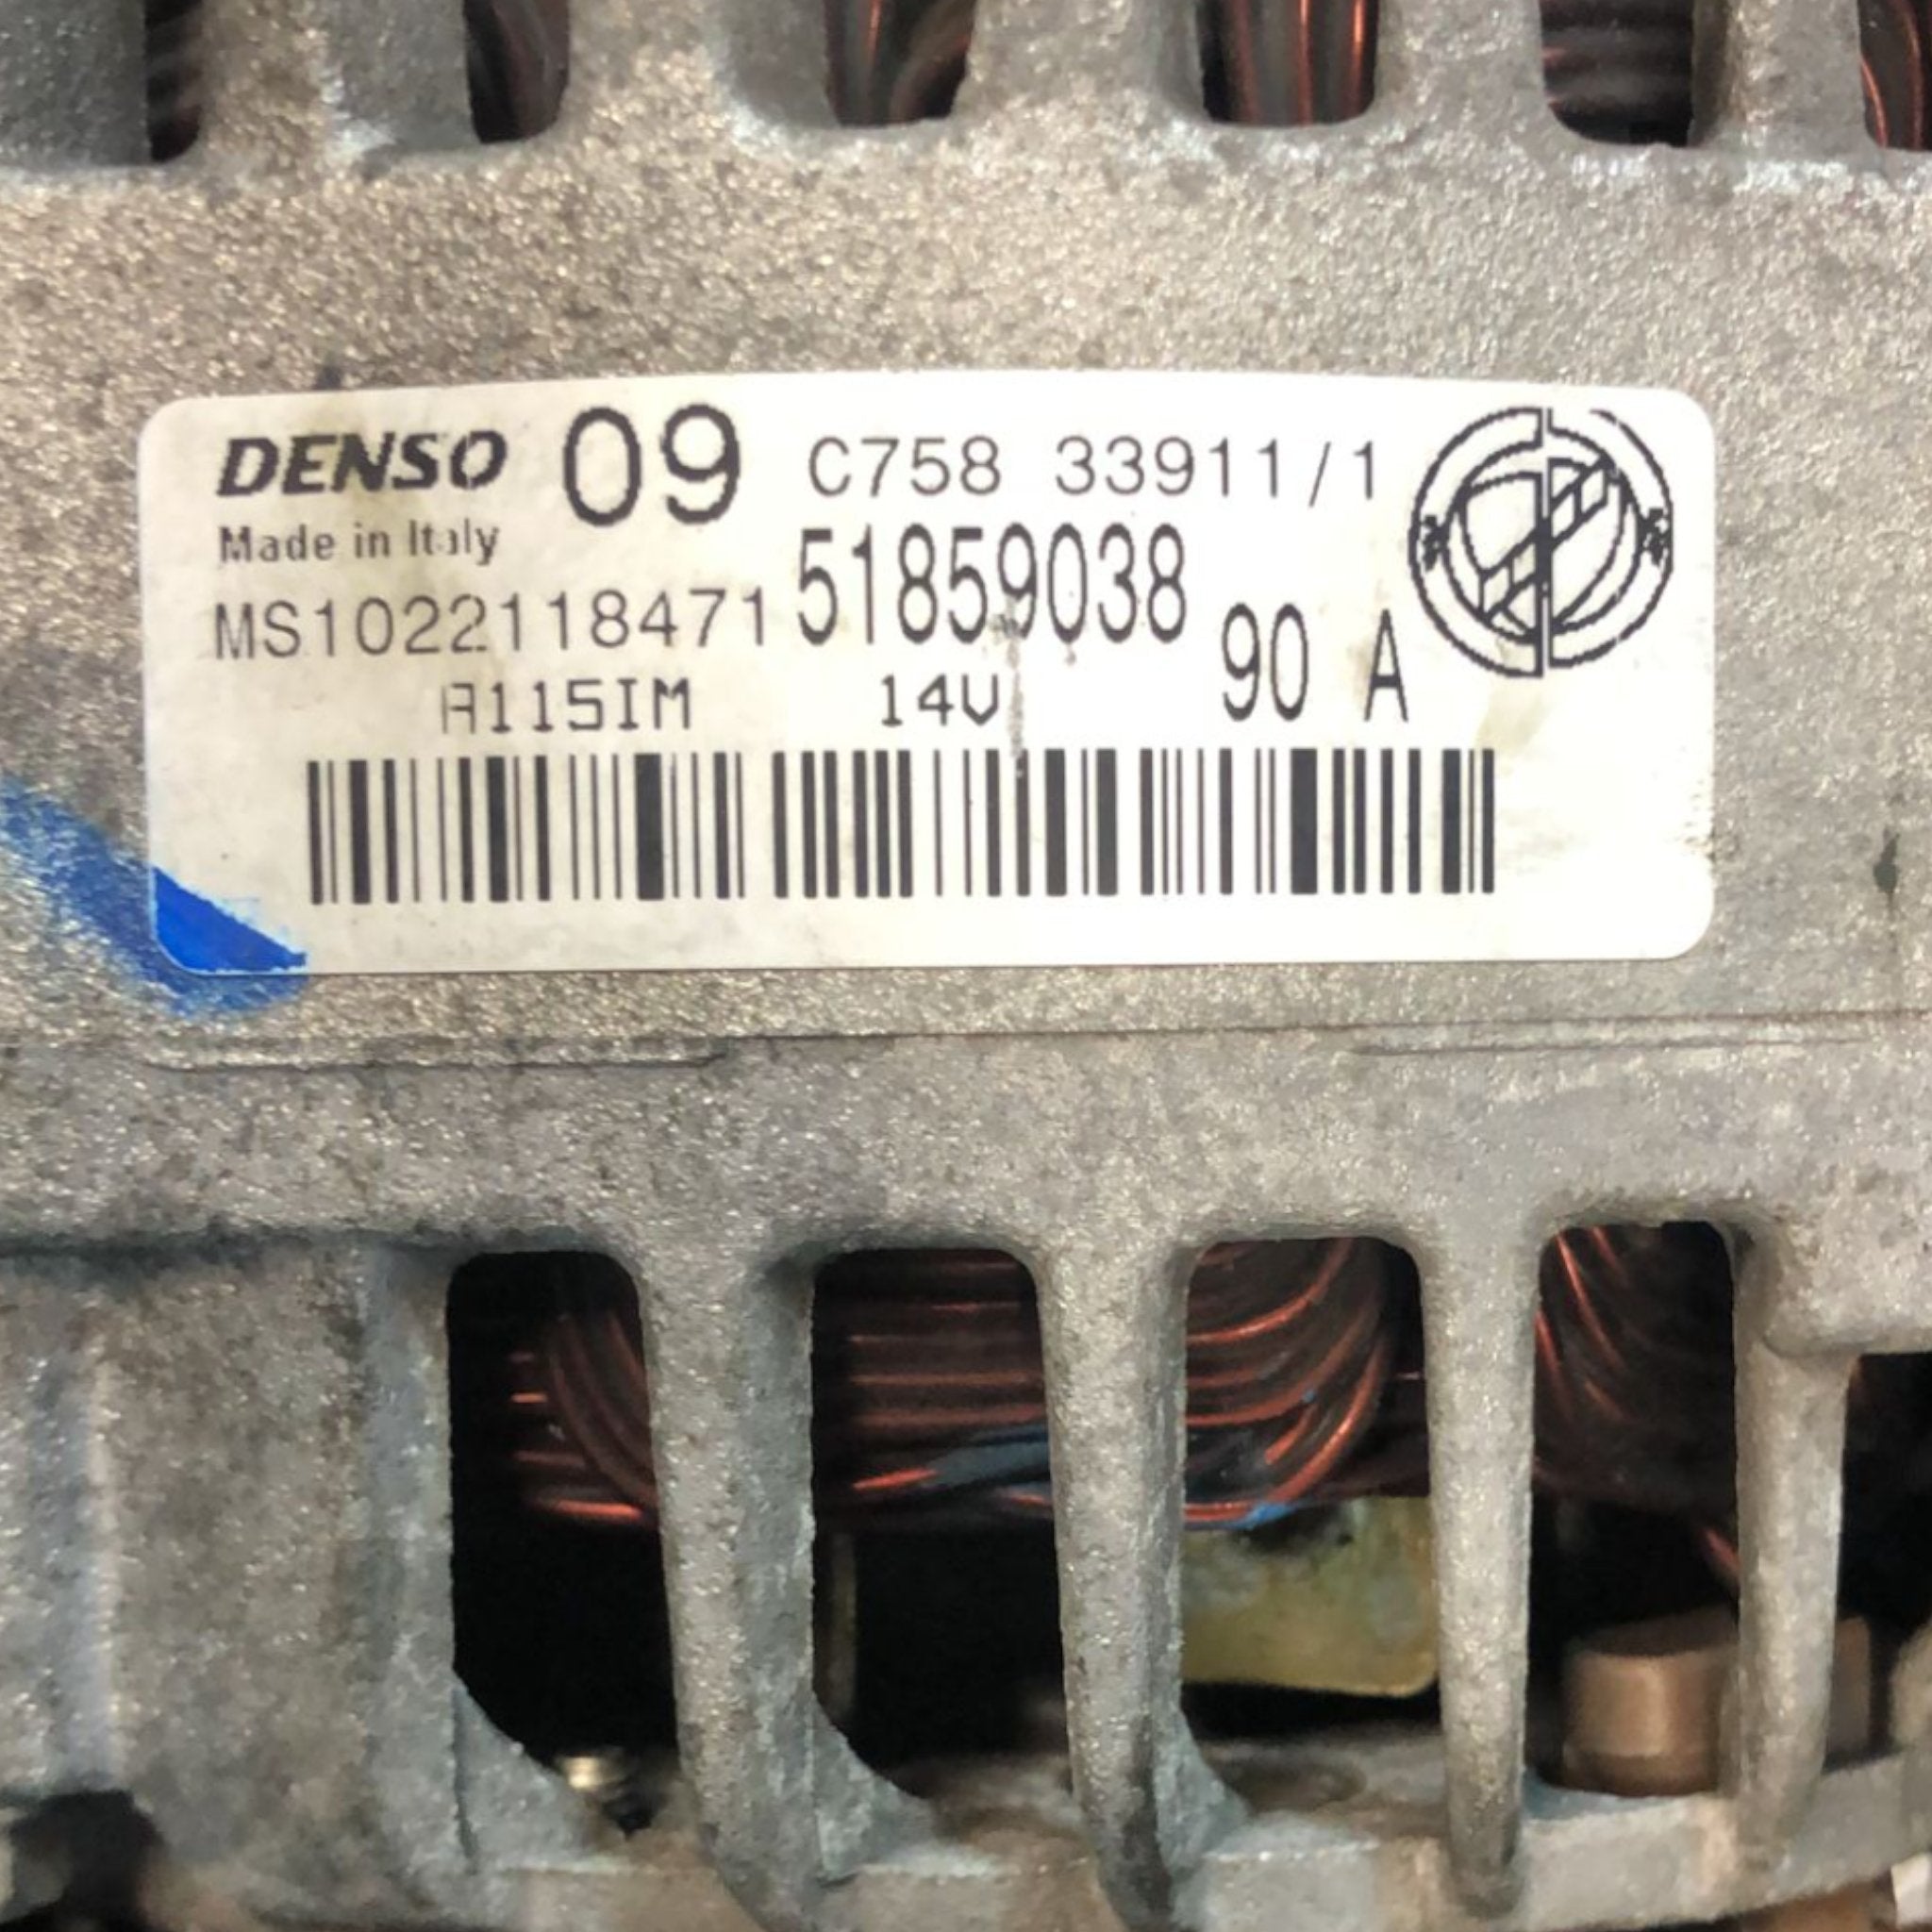 DENSO 09 C758 33911/1
Made in Italy
MS1022118471 51859038
A115IM 14V 90 A